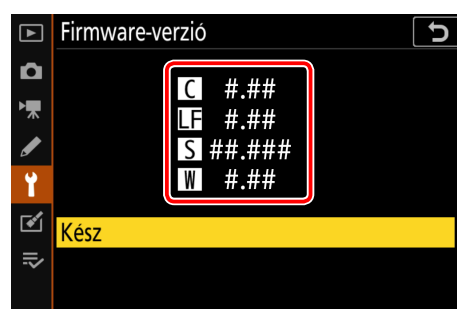 Firmware-verzió
C #.##
LF #.##
S ##.###
W #.##
Kész